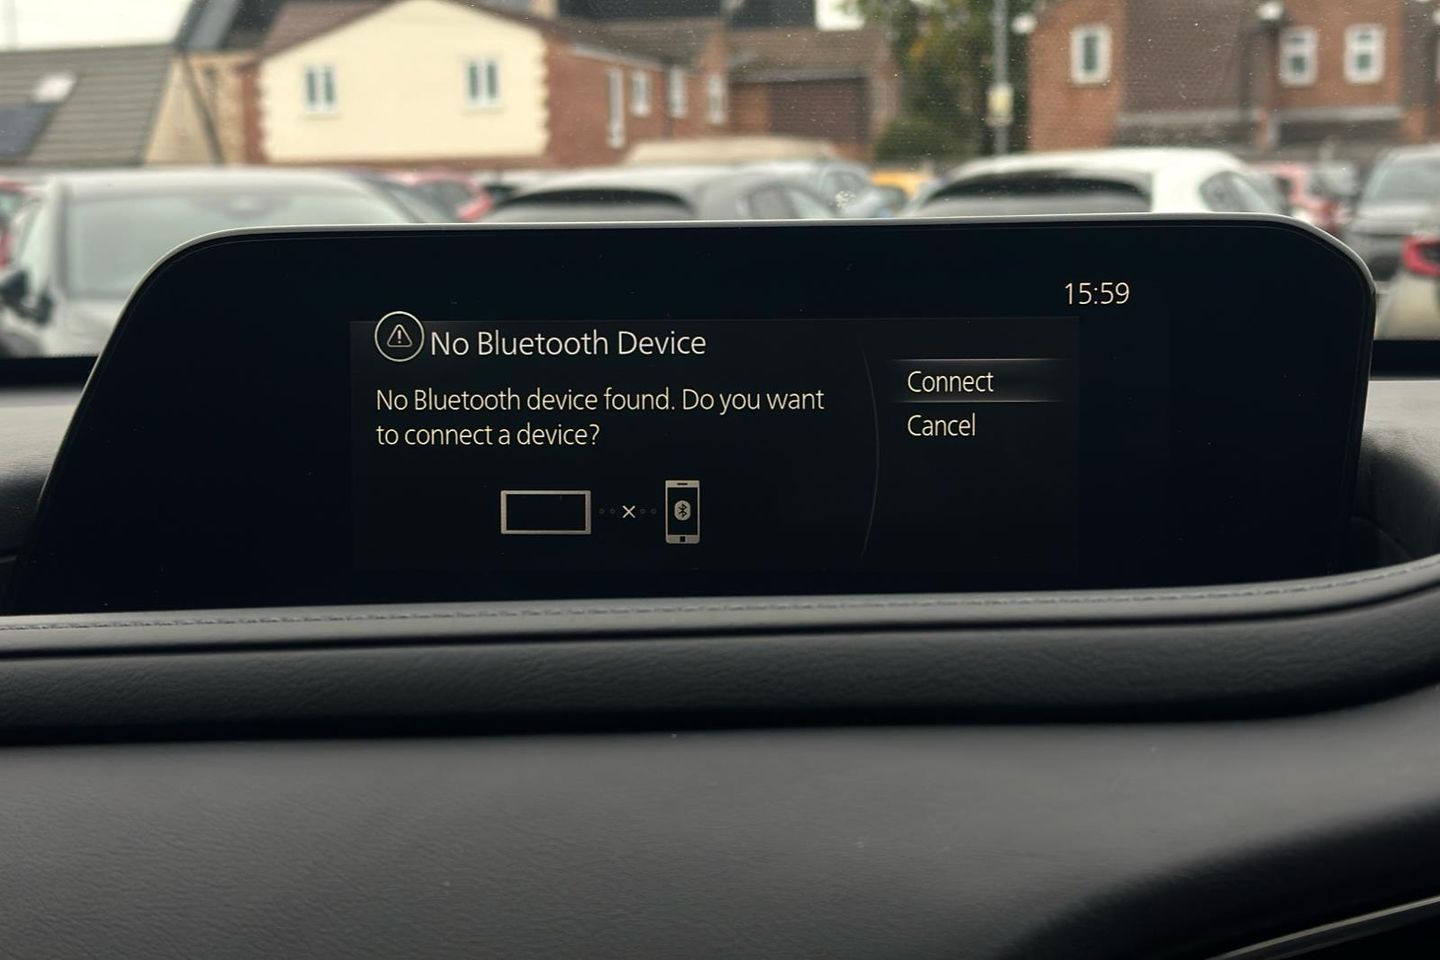 15:59
No Bluetooth Device
No Bluetooth device found. Do you want
to connect a device?
Connect
Cancel